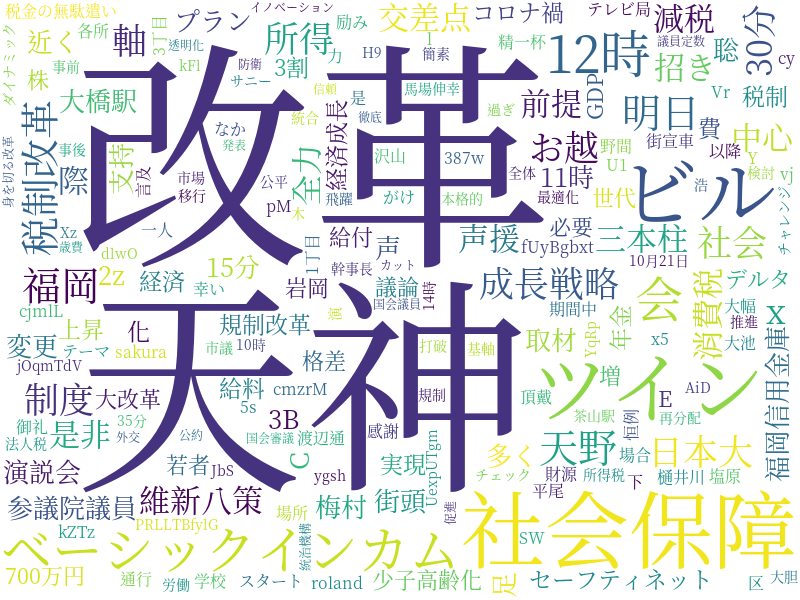 税金の無駄遣い
イノベーション
ダイナミック
各所
3丁目
プラン
軸
所得
励み
テレビ局
交差点
コロナ禍
減税
議員定数
cy
近く
透明化
kFl
防衛
サニー
H9
力
3割
簡素
精一杯
12時
聡
招き
30分
株
事前
大橋駅
信頼
是
馬場伸幸
過ぎ
GDP
Vr
税制
改革
なか
発表
統合
徹底
前提
明日
費
中心
街宣車
以降
身を切る改革
税制改革
事後
際
支持
言及
市場
移行
公平
pM
全力
経済成長
飛躍
木
沢山
がけ
387w
本格的
お越
全体
11時
最適化
野間
U1
世代
ビル
浩
Y
検討
vj
チャレンジ
Xz
歳費
dlwO
一人
福岡
2z
経済
15分
幸い
給付
1丁目
声
幹事長
カット
声援
fUyBgbxt
必要
三本柱
10月21日
社会
cjmlL
上昇
化
規制改革
岩岡
議論
国会議員
14時
成長戦略
期間中
会
年金
消費税
x
デルタ
大幅
推進
大池
変更
テーマ
sakura
市議
10時
演
天神
打破
基軸
取材
YqRp
x5
jOqmTdV
格差
給料
cmzrM
規制
ツイン
増
E
AiD
福岡信用金庫
制度
大改革
5s
頂戴
茶山駅
恒例
再分配
御礼
法人税
是非
35分
外交
3B
公約
国会審議
渡辺通
感謝
天野
多く
チェック
財源
所得税
場合
下
日本大
樋井川
塩原
演説会
若者
JbS
C
ygsh
実現
UexpUTgm
平尾
参議院議員
維新八策
場所
梅村
街頭
促進
社会保障
kZTz
PRLLTBfylG
統治機構
SW
ベーシックインカム
700万円
通行
労働
学校
スタート
roland
少子高齢化
足
セーフティネット
区
大胆